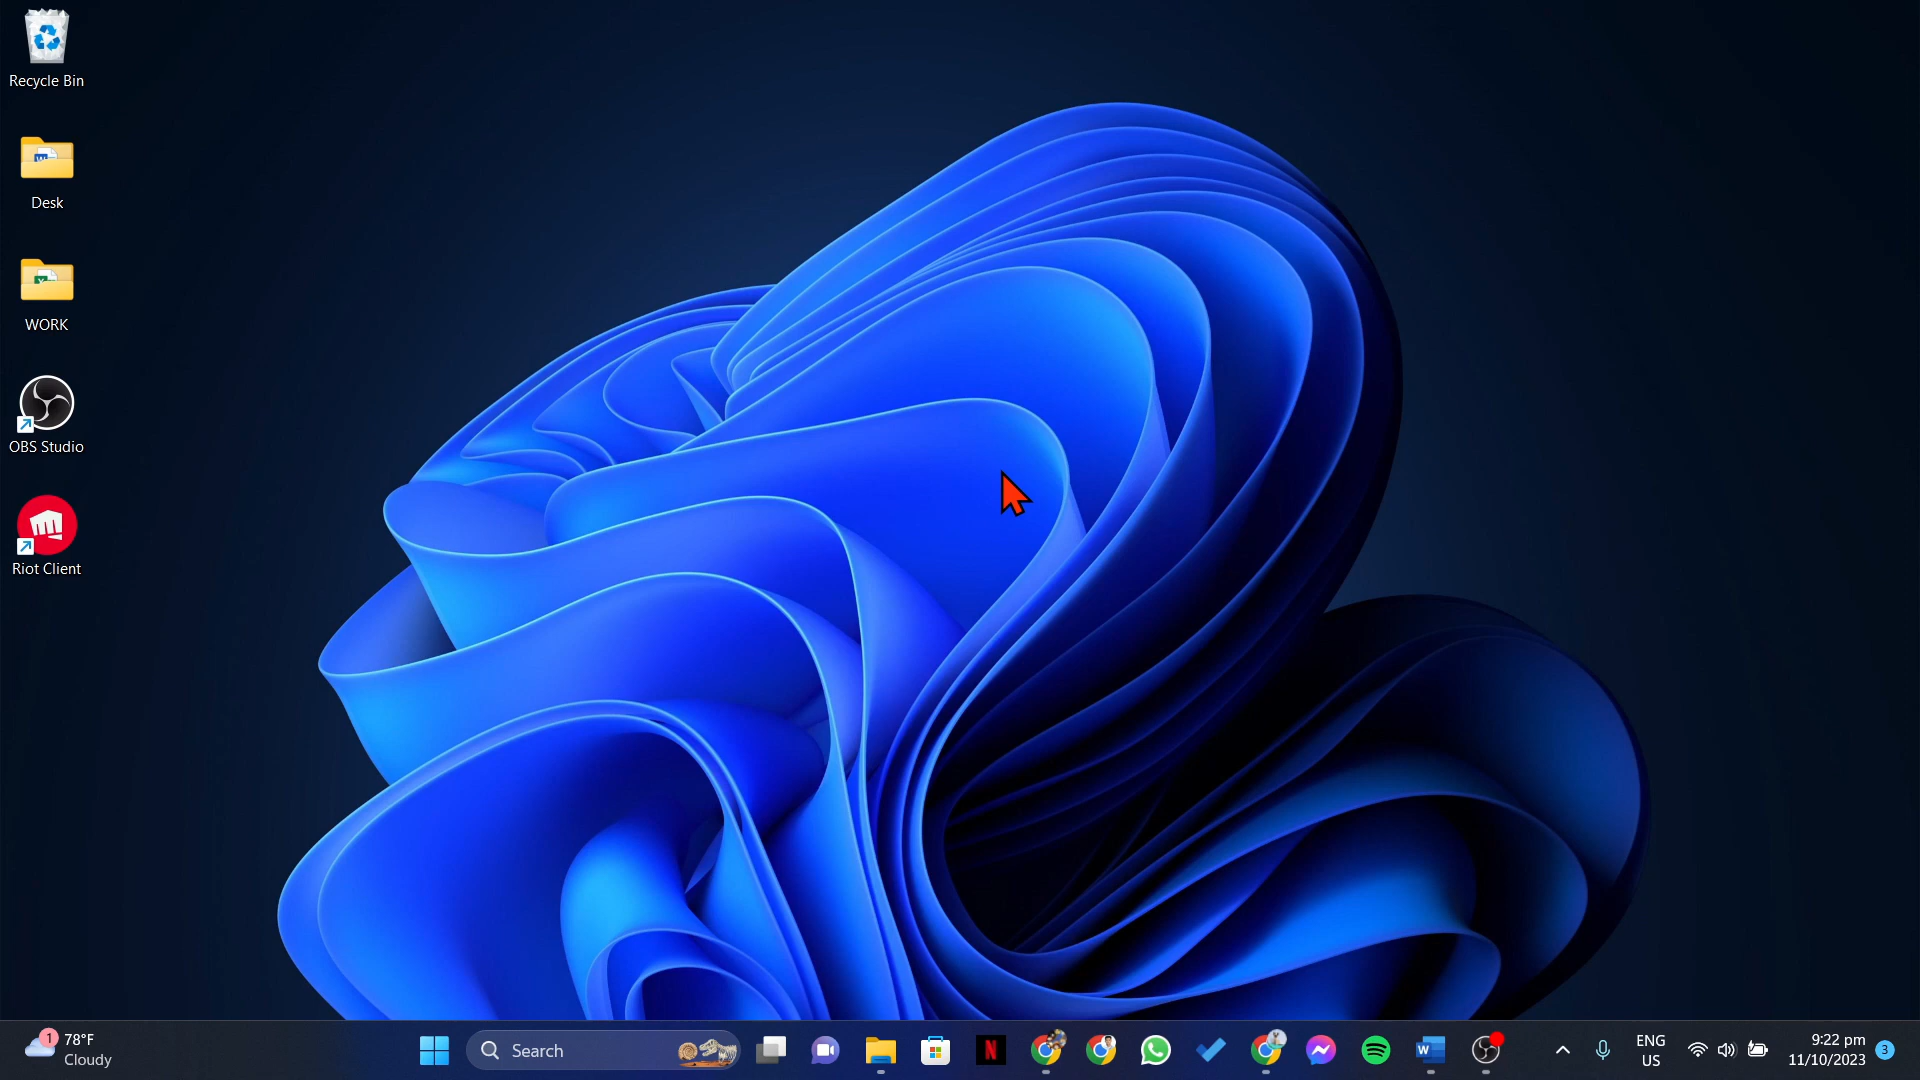 Recycle Bin
Desk
WORK
OBS Studio
Riot Client
1
78°F
Cloudy
Search
N
W
ENG
US
9:22 pm
11/10/2023
3